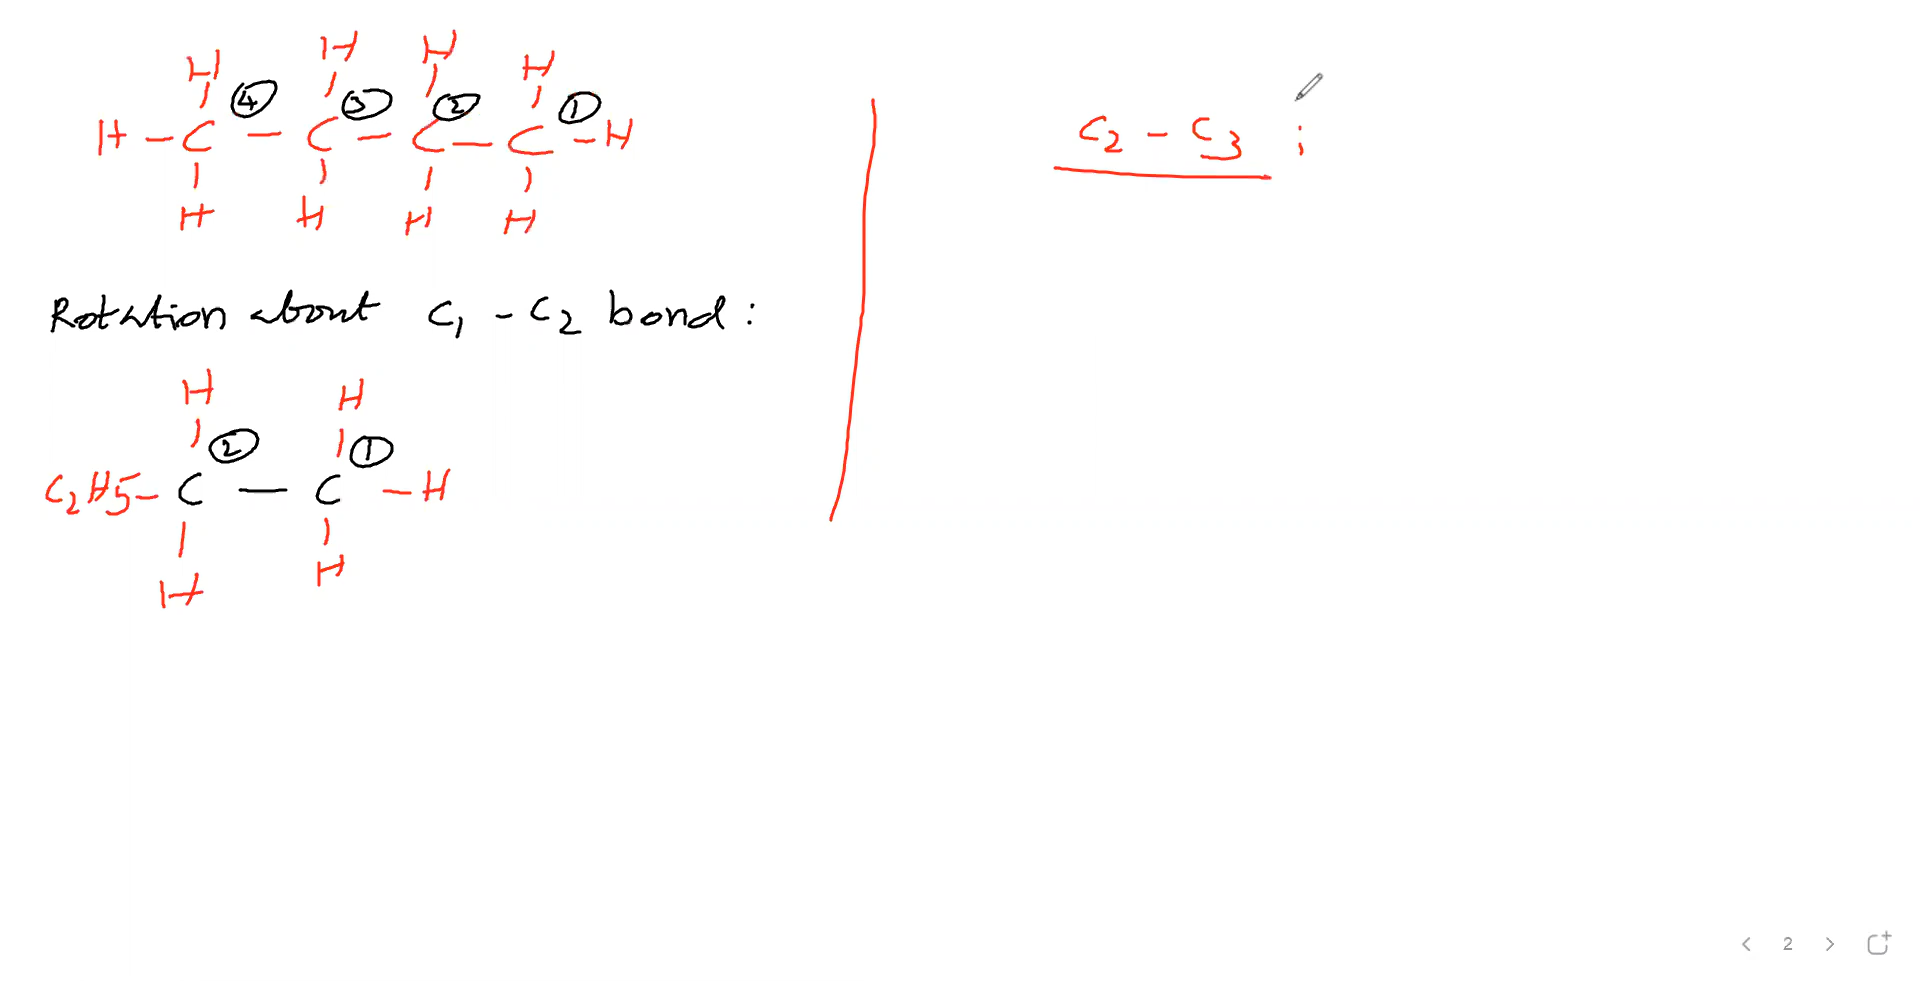 H H H H
④ ③ ② ①
H - C - C - C - C - H
H H H H
Rotation about C₁ - C₂ bond :
H H
② ①
C₂H5 - C — C - H
H H
C₂ - C₃ :
< 2 >